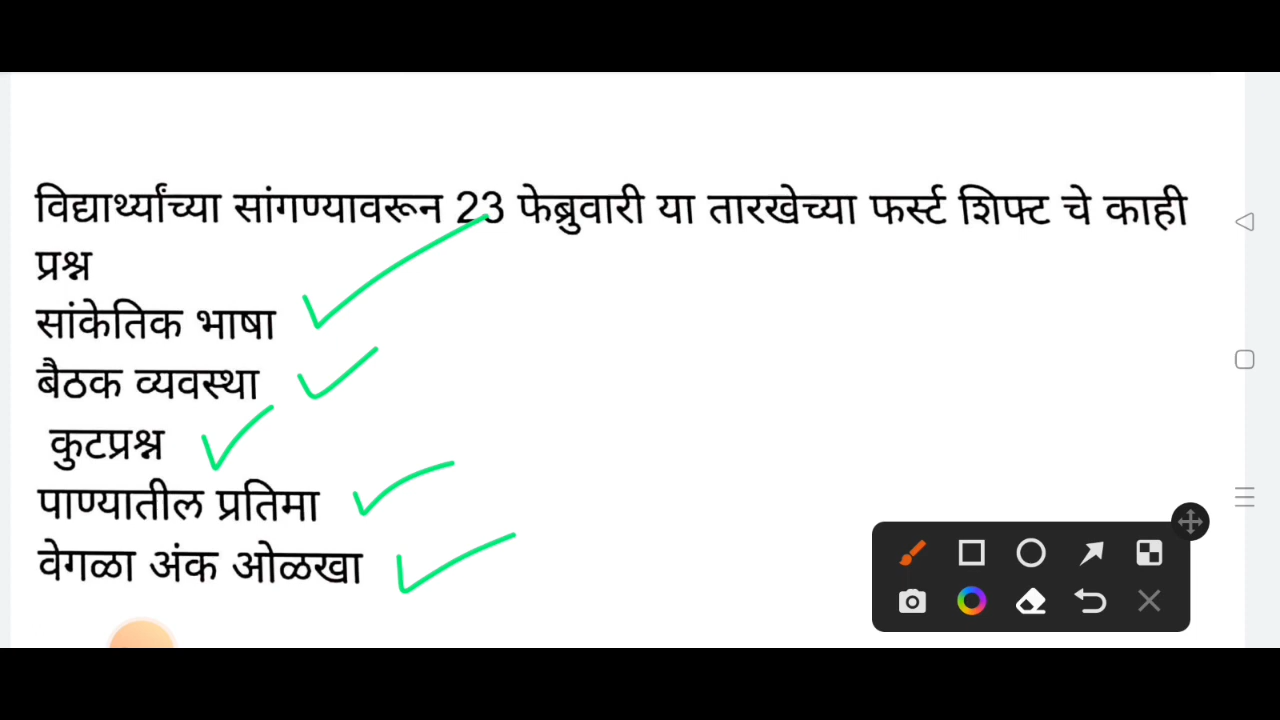 विद्यार्थ्यांच्या सांगण्यावरून 23 फेब्रुवारी या तारखेच्या फर्स्ट शिफ्ट चे काही
प्रश्न
सांकेतिक भाषा
बैठक व्यवस्था
कुटप्रश्न
पाण्यातील प्रतिमा
वेगळा अंक ओळखा